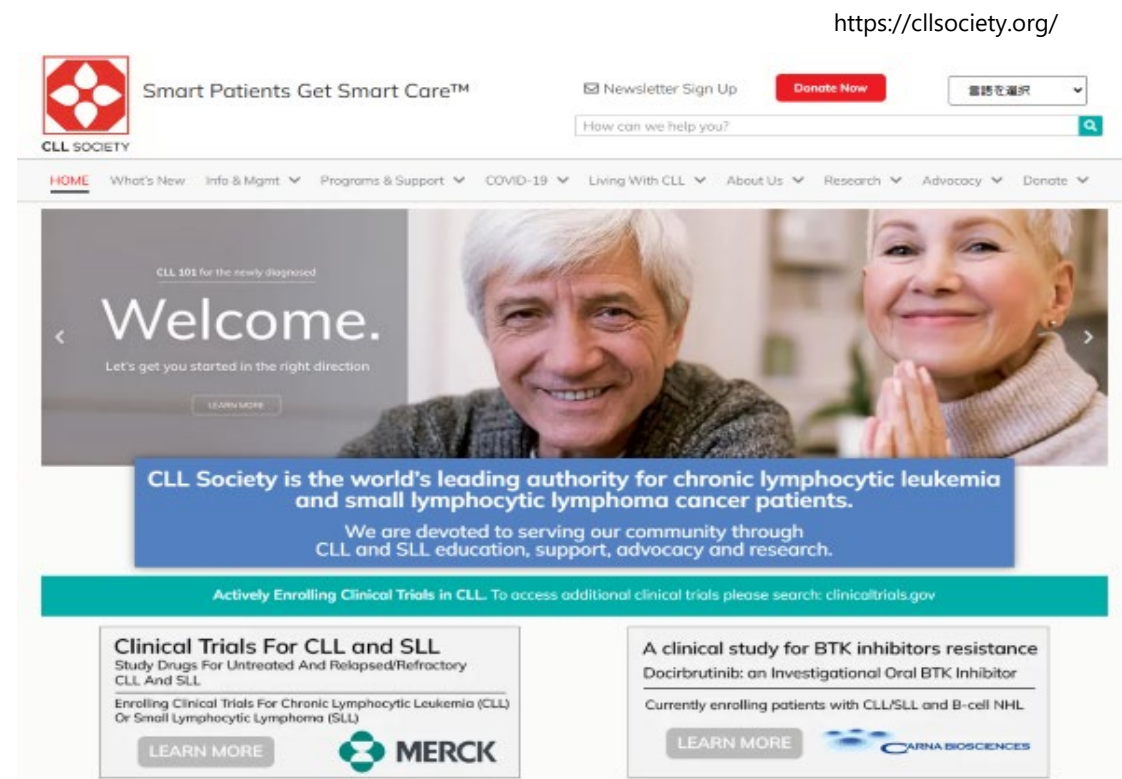 https://cllsociety.org/
Smart Patients Get Smart Care™
Newsletter Sign Up
Donate Now
言語を選択
How can we help you?
CLL SOCIETY
HOME What's New Info & Mgmt Programs & Support COVID-19 Living With CLL About Us Research Advocacy Donate
CLL 101 for the newly diagnosed
Welcome.
Let's get you started in the right direction
LEARN MORE
CLL Society is the world's leading authority for chronic lymphocytic leukemia
and small lymphocytic lymphoma cancer patients.
We are devoted to serving our community through
CLL and SLL education, support, advocacy and research.
Actively Enrolling Clinical Trials in CLL. To access additional clinical trials please search: clinicaltrials.gov
Clinical Trials For CLL and SLL
Study Drugs For Untreated And Relapsed/Refractory
CLL And SLL
Enrolling Clinical Trials For Chronic Lymphocytic Leukemia (CLL)
Or Small Lymphocytic Lymphoma (SLL)
LEARN MORE
MERCK
A clinical study for BTK inhibitors resistance
Docirbrutinib: an Investigational Oral BTK Inhibitor
Currently enrolling patients with CLL/SLL and B-cell NHL
LEARN MORE
CARNA BIOSCIENCES